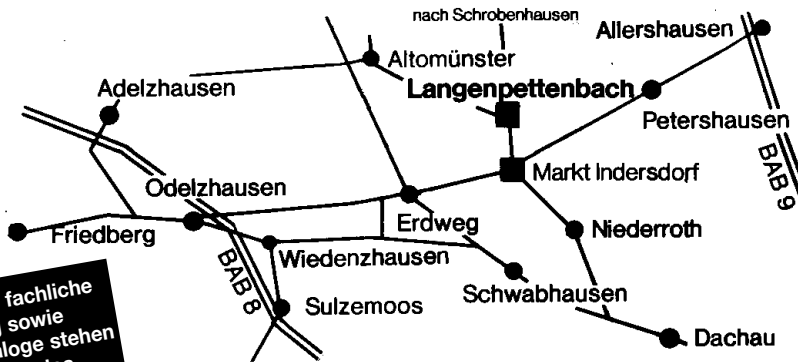 nach Schrobenhausen
Allershausen
Altomünster
Adelzhausen
Langenpettenbach
Petershausen
BAB 9
Markt Indersdorf
Odelzhausen
Erdweg
Niederroth
Friedberg
Wiedenzhausen
BAB 8
Schwabhausen
Sulzemoos
Dachau
fachliche
sowie
loge stehen